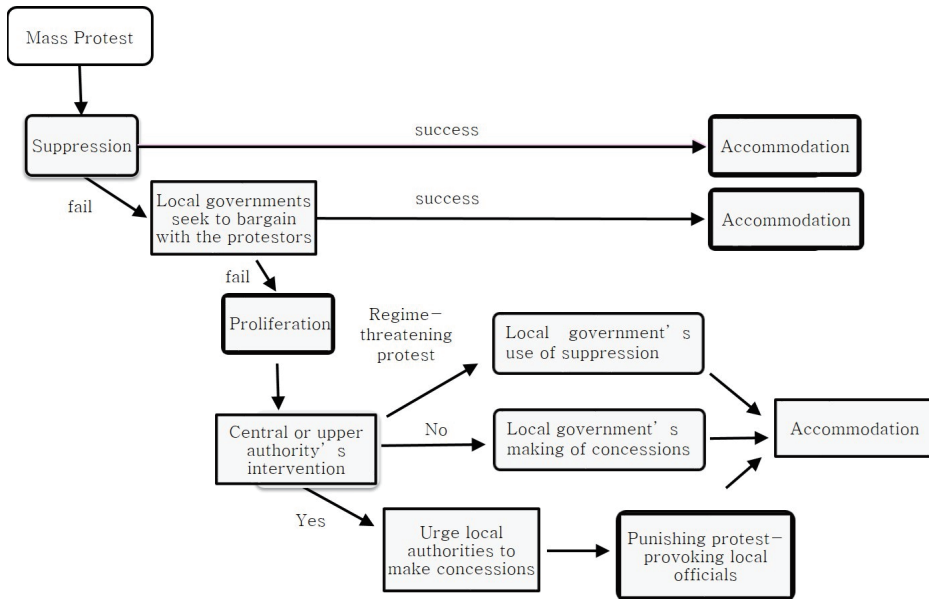 Mass Protest
Suppression
success
Accommodation
fail
Local governments
seek to bargain
with the protestors
success
Accommodation
fail
Proliferation
Regime-
threatening
protest
Local government's
use of suppression
Central or upper
authority's
intervention
No
Local government's
making of concessions
Accommodation
Yes
Urge local
authorities to
make concessions
Punishing protest-
provoking local
officials